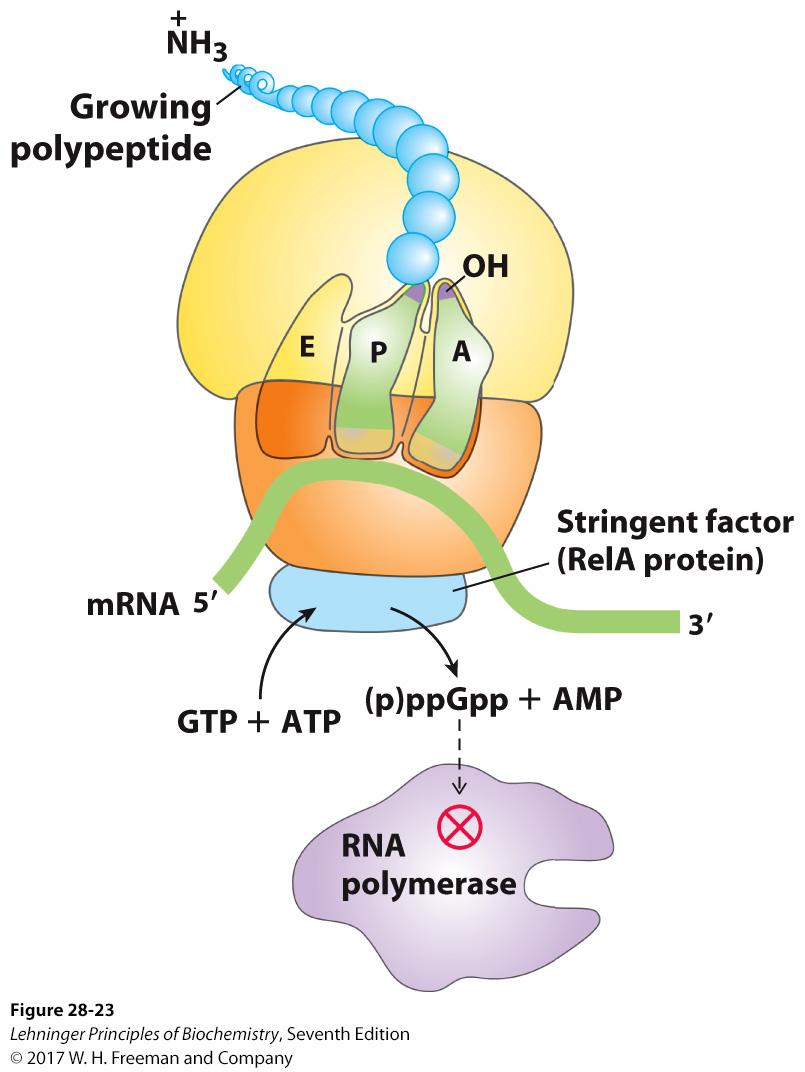 +
NH3
Growing
polypeptide
OH
E
P
A
Stringent factor
(RelA protein)
mRNA 5′
3′
GTP + ATP
(p)ppGpp + AMP
RNA
polymerase
Figure 28-23
Lehninger Principles of Biochemistry, Seventh Edition
© 2017 W. H. Freeman and Company